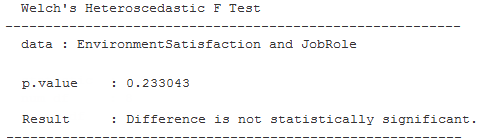 Welch's Heteroscedastic F Test
---------------------------------------------------------
data : EnvironmentSatisfaction and JobRole
p.value    : 0.233043
Result     : Difference is not statistically significant.
---------------------------------------------------------